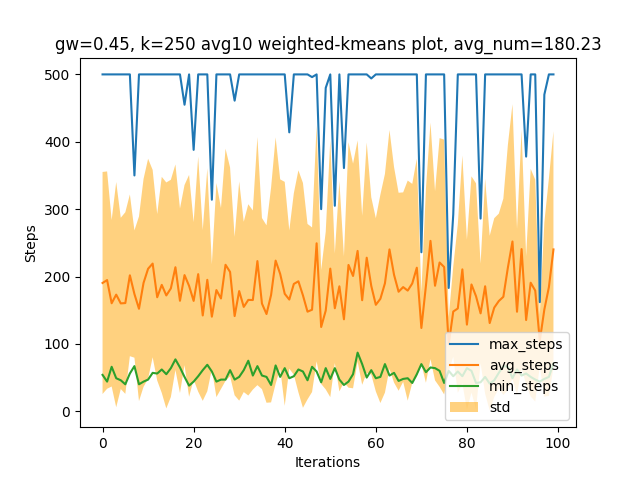 gw=0.45, k=250 avg10 weighted-kmeans plot, avg_num=180.23
500
400
300
200
100
0
Steps
max_steps
avg_steps
min_steps
std
0
20
40
60
80
100
Iterations